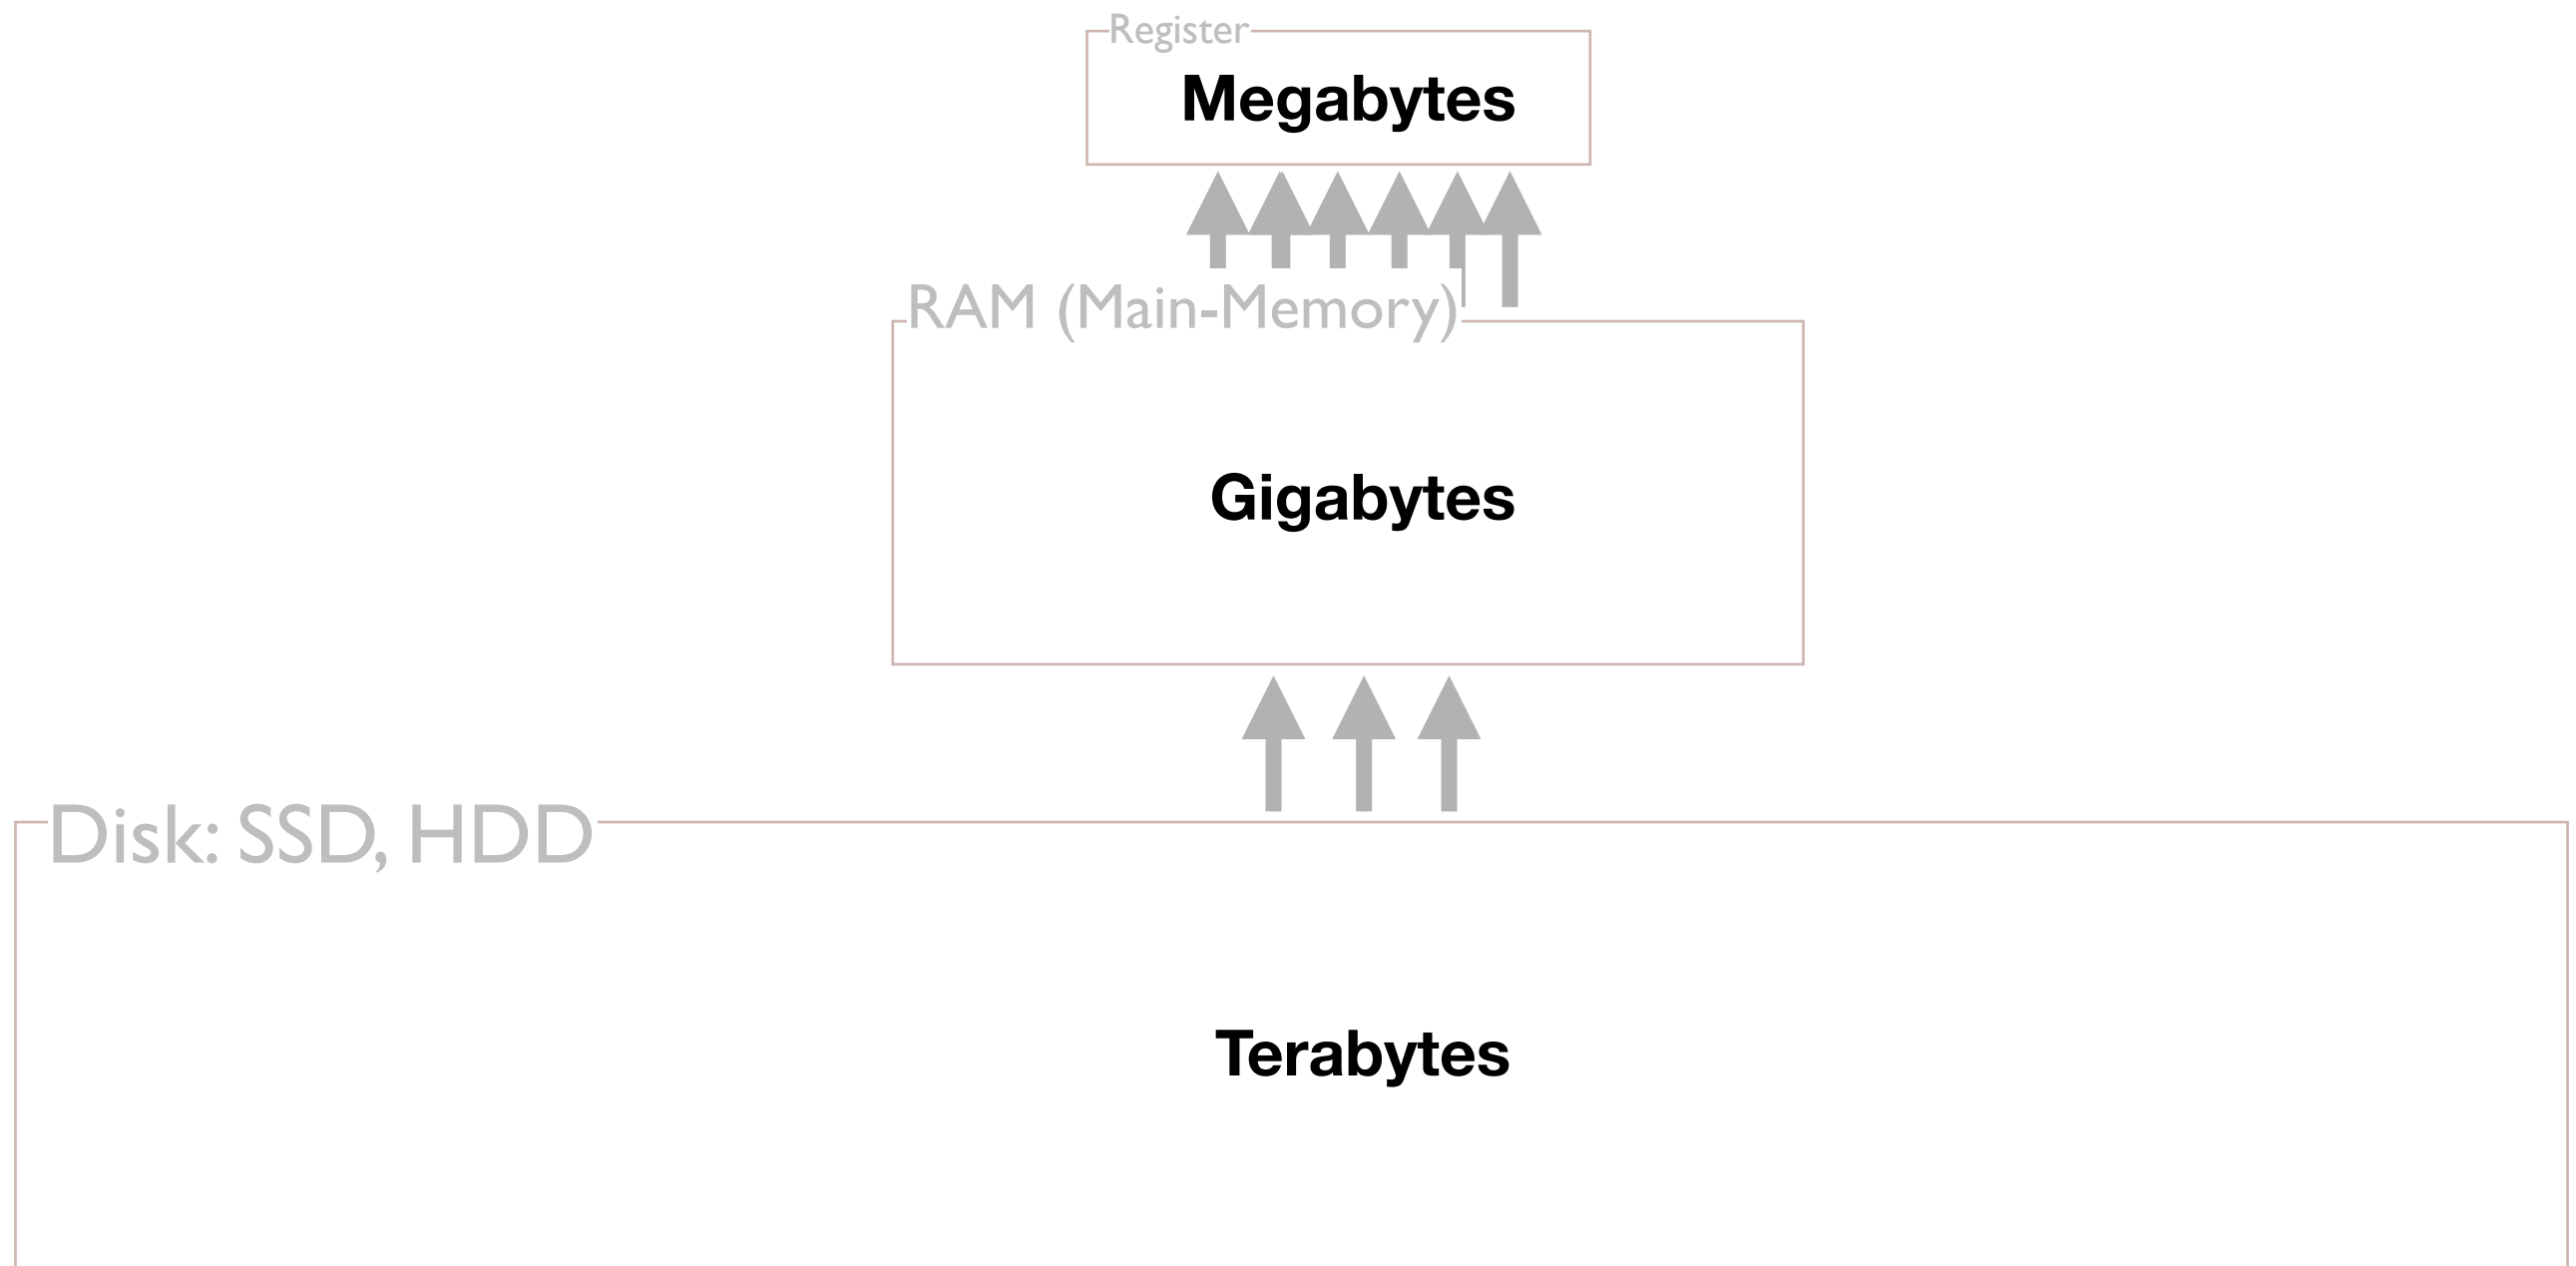 Register
Megabytes
RAM (Main-Memory)
Gigabytes
Disk: SSD, HDD
Terabytes